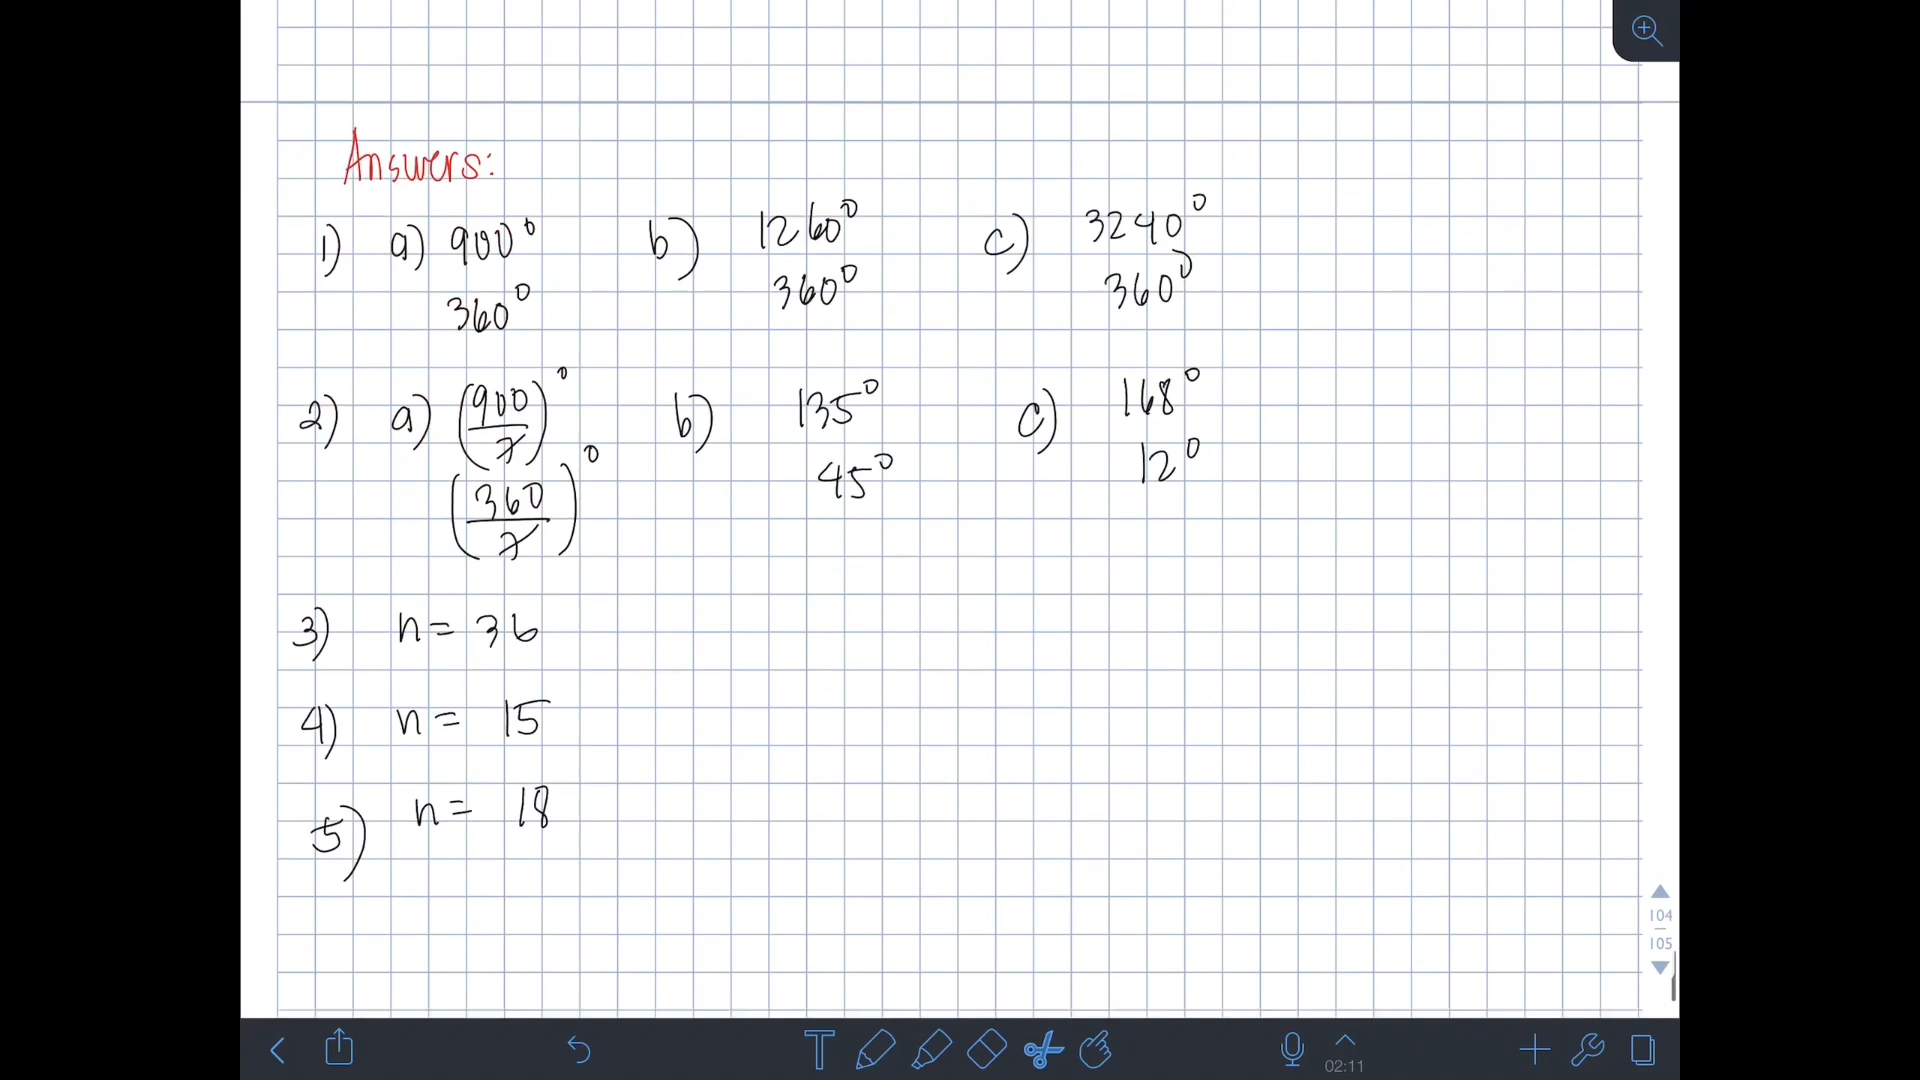 Answers:
1) a) 900° b) 1260° c) 3240°
360° 360° 360°
2) a) (900/7)° b) 135° c) 168°
(360/7)° 45° 12°
3) n = 36
4) n = 15
5) n = 18
104
105
T
02:11